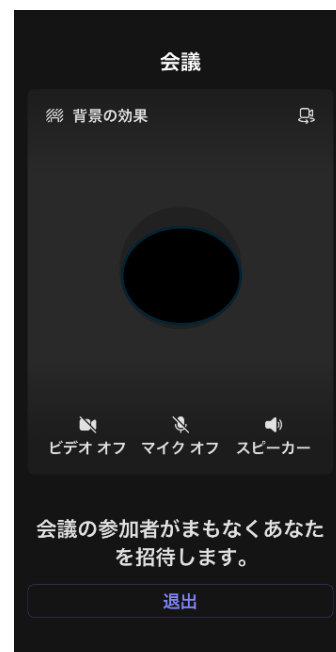 会議
背景の効果
ビデオ オフ マイク オフ スピーカー
会議の参加者がまもなくあなた
を招待します。
退出